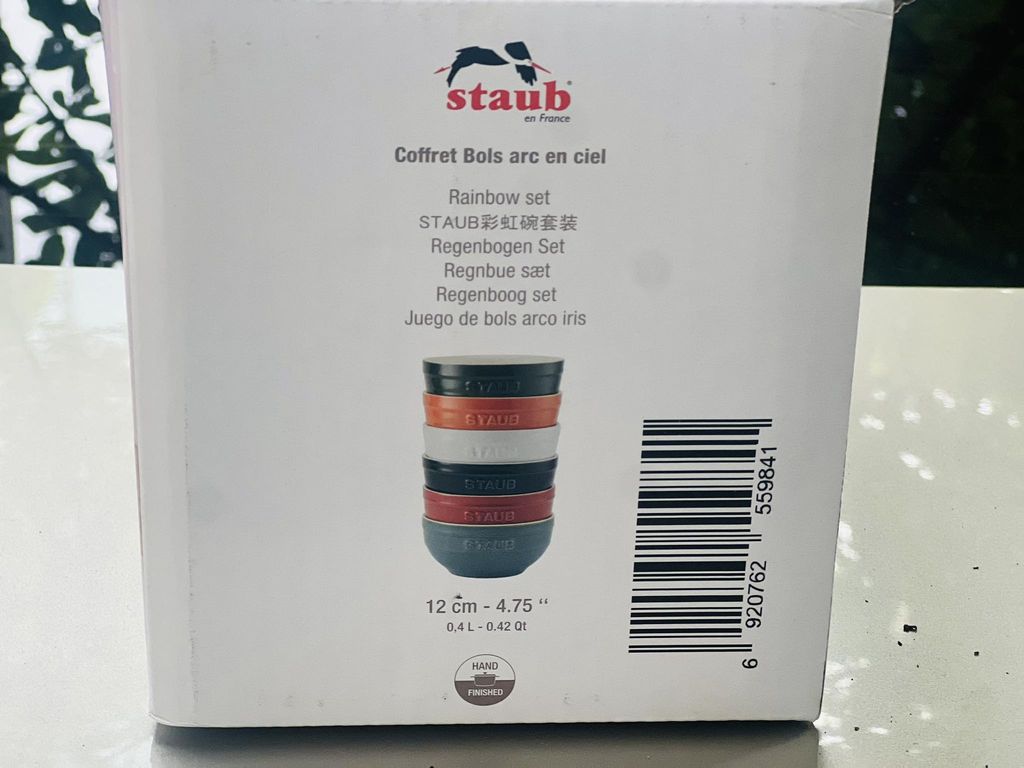 staub
en France
Coffret Bols arc en ciel
Rainbow set
STAUB彩虹碗套装
Regenbogen Set
Regnbue sæt
Regenboog set
Juego de bols arco iris
STAUB
STAUB
STAUB
STAUB
STAUB
STAUB
12 cm - 4.75 “
0,4 L - 0.42 Qt
HAND
FINISHED
6 920762 559841